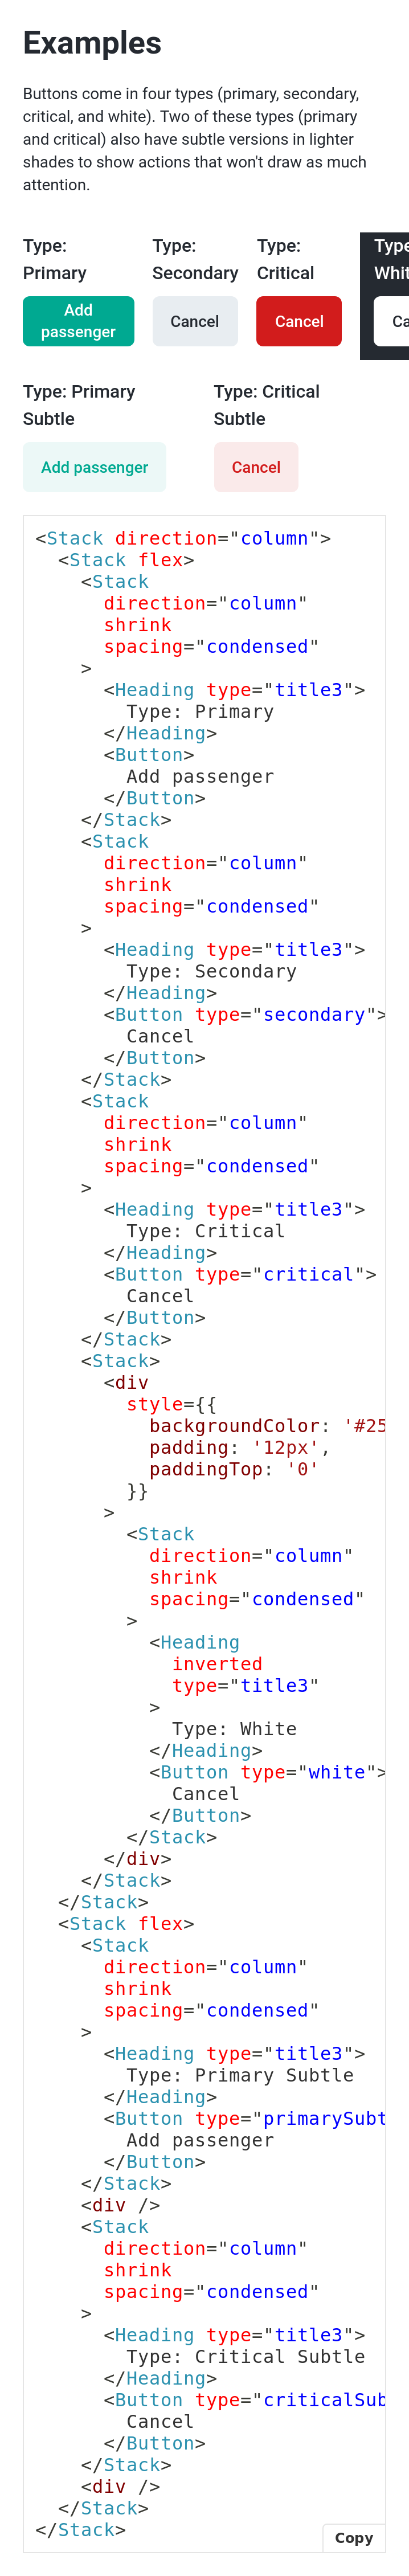 Examples
Buttons come in four types (primary, secondary,
critical, and white). Two of these types (primary
and critical) also have subtle versions in lighter
shades to show actions that won't draw as much
attention.
Type:
Primary
Add
passenger
Type:
Secondary
Cancel
Type:
Critical
Cancel
Type: Primary
Subtle
Add passenger
Type: Critical
Subtle
Cancel
<Stack direction="column">
<Stack flex>
<Stack
direction="column"
shrink
spacing="condensed"
>
<Heading type="title3">
Type: Primary
</Heading>
<Button>
Add passenger
</Button>
</Stack>
<Stack
direction="column"
shrink
spacing="condensed"
>
<Heading type="title3">
Type: Secondary
</Heading>
<Button type="secondary">
Cancel
</Button>
</Stack>
<Stack
direction="column"
shrink
spacing="condensed"
>
<Heading type="title3">
Type: Critical
</Heading>
<Button type="critical">
Cancel
</Button>
</Stack>
<Stack>
<div
style={{
backgroundColor: '#25
padding: '12px',
paddingTop: '0'
}}
>
<Stack
direction="column"
shrink
spacing="condensed"
>
<Heading
inverted
type="title3"
>
Type: White
</Heading>
<Button type="white">
Cancel
</Button>
</Stack>
</div>
</Stack>
</Stack>
<Stack flex>
<Stack
direction="column"
shrink
spacing="condensed"
>
<Heading type="title3">
Type: Primary Subtle
</Heading>
<Button type="primarySubt
Add passenger
</Button>
</Stack>
<div />
<Stack
direction="column"
shrink
spacing="condensed"
>
<Heading type="title3">
Type: Critical Subtle
</Heading>
<Button type="criticalSub
Cancel
</Button>
</Stack>
<div />
</Stack>
</Stack>
Copy